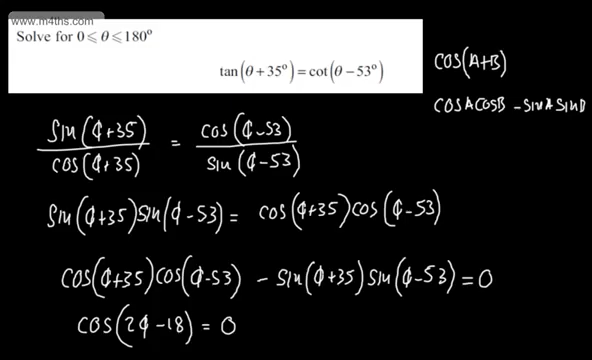 www.m4ths.com
Solve for 0 ⩽ θ ⩽ 180°
tan(θ + 35°) = cot(θ − 53°)
cos(A+B)
cosAcosB − sinAsinB
sin(φ+35) / cos(φ+35) = cos(φ−53) / sin(φ−53)
sin(φ+35)sin(φ−53) = cos(φ+35)cos(φ−53)
cos(φ+35)cos(φ−53) − sin(φ+35)sin(φ−53) = 0
cos(2φ−18) = 0